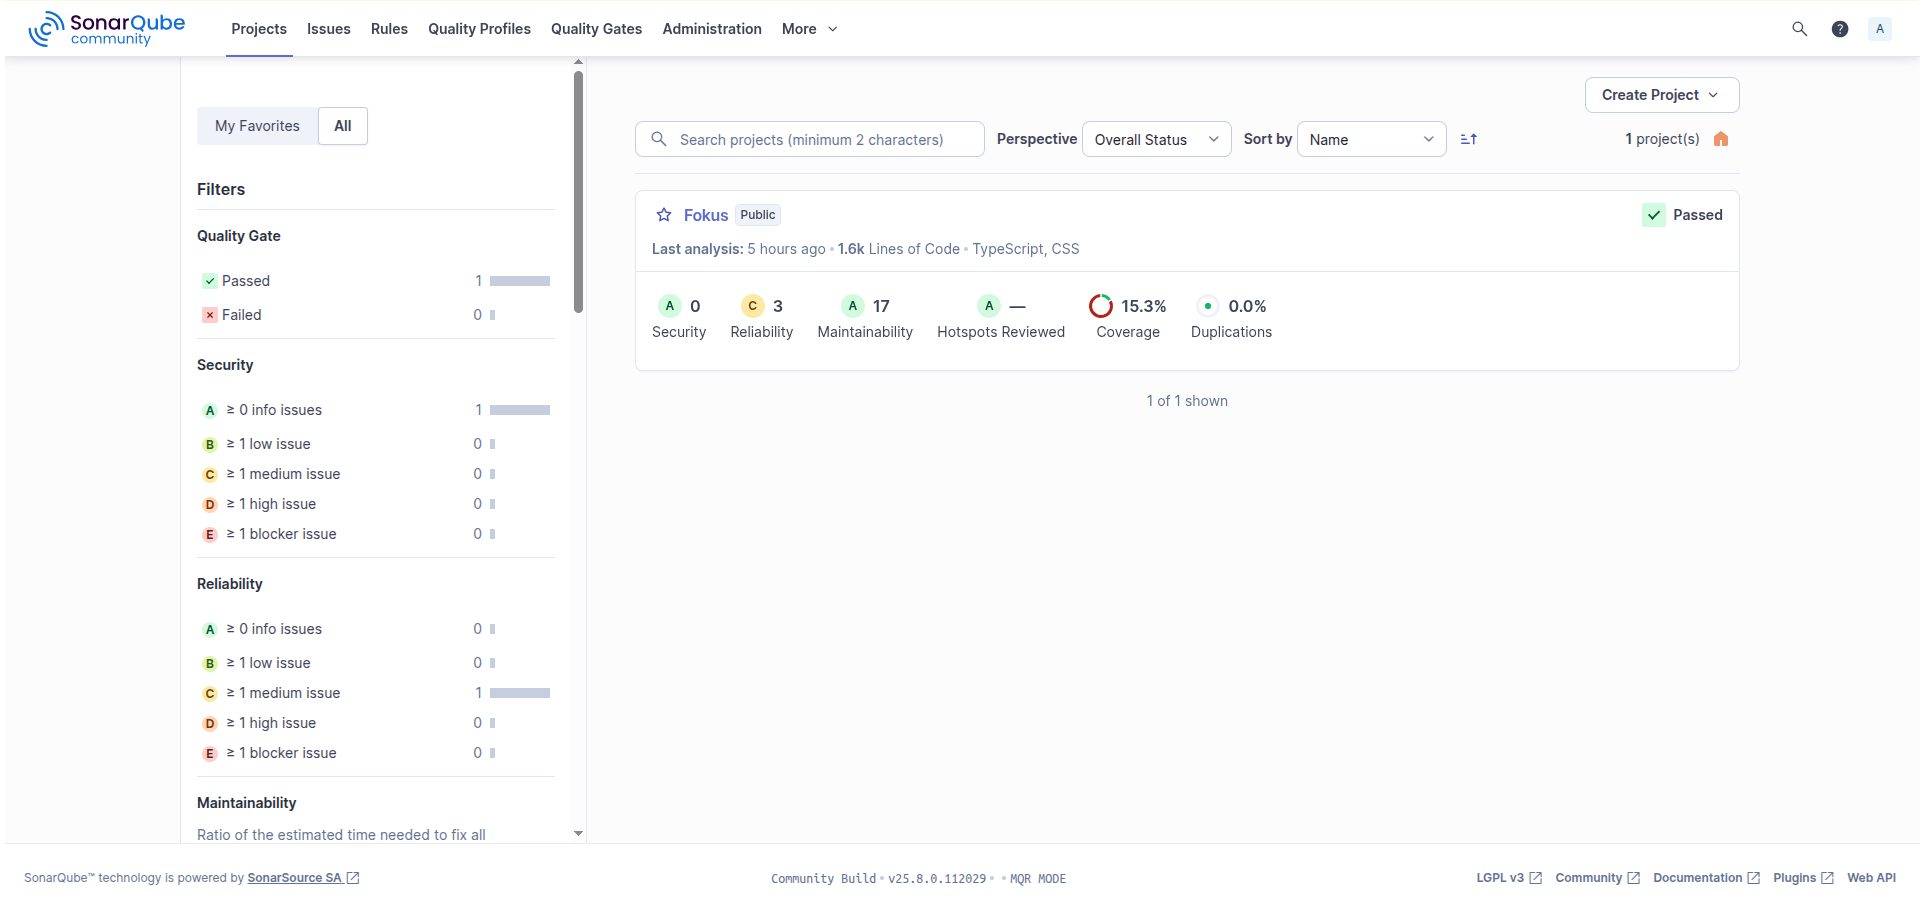 SonarQube community
Projects Issues Rules Quality Profiles Quality Gates Administration More ? A
My Favorites All
Filters
Quality Gate
Passed 1
Failed 0
Security
A ≥ 0 info issues 1
B ≥ 1 low issue 0
C ≥ 1 medium issue 0
D ≥ 1 high issue 0
E ≥ 1 blocker issue 0
Reliability
A ≥ 0 info issues 0
B ≥ 1 low issue 0
C ≥ 1 medium issue 1
D ≥ 1 high issue 0
E ≥ 1 blocker issue 0
Maintainability
Ratio of the estimated time needed to fix all
Create Project
Search projects (minimum 2 characters) Perspective Overall Status Sort by Name 1 project(s)
Fokus Public Passed
Last analysis: 5 hours ago • 1.6k Lines of Code • TypeScript, CSS
A 0 C 3 A 17 A — 15.3% 0.0%
Security Reliability Maintainability Hotspots Reviewed Coverage Duplications
1 of 1 shown
SonarQube™ technology is powered by SonarSource SA Community Build • v25.8.0.112029 • • MQR MODE LGPL v3 Community Documentation Plugins Web API